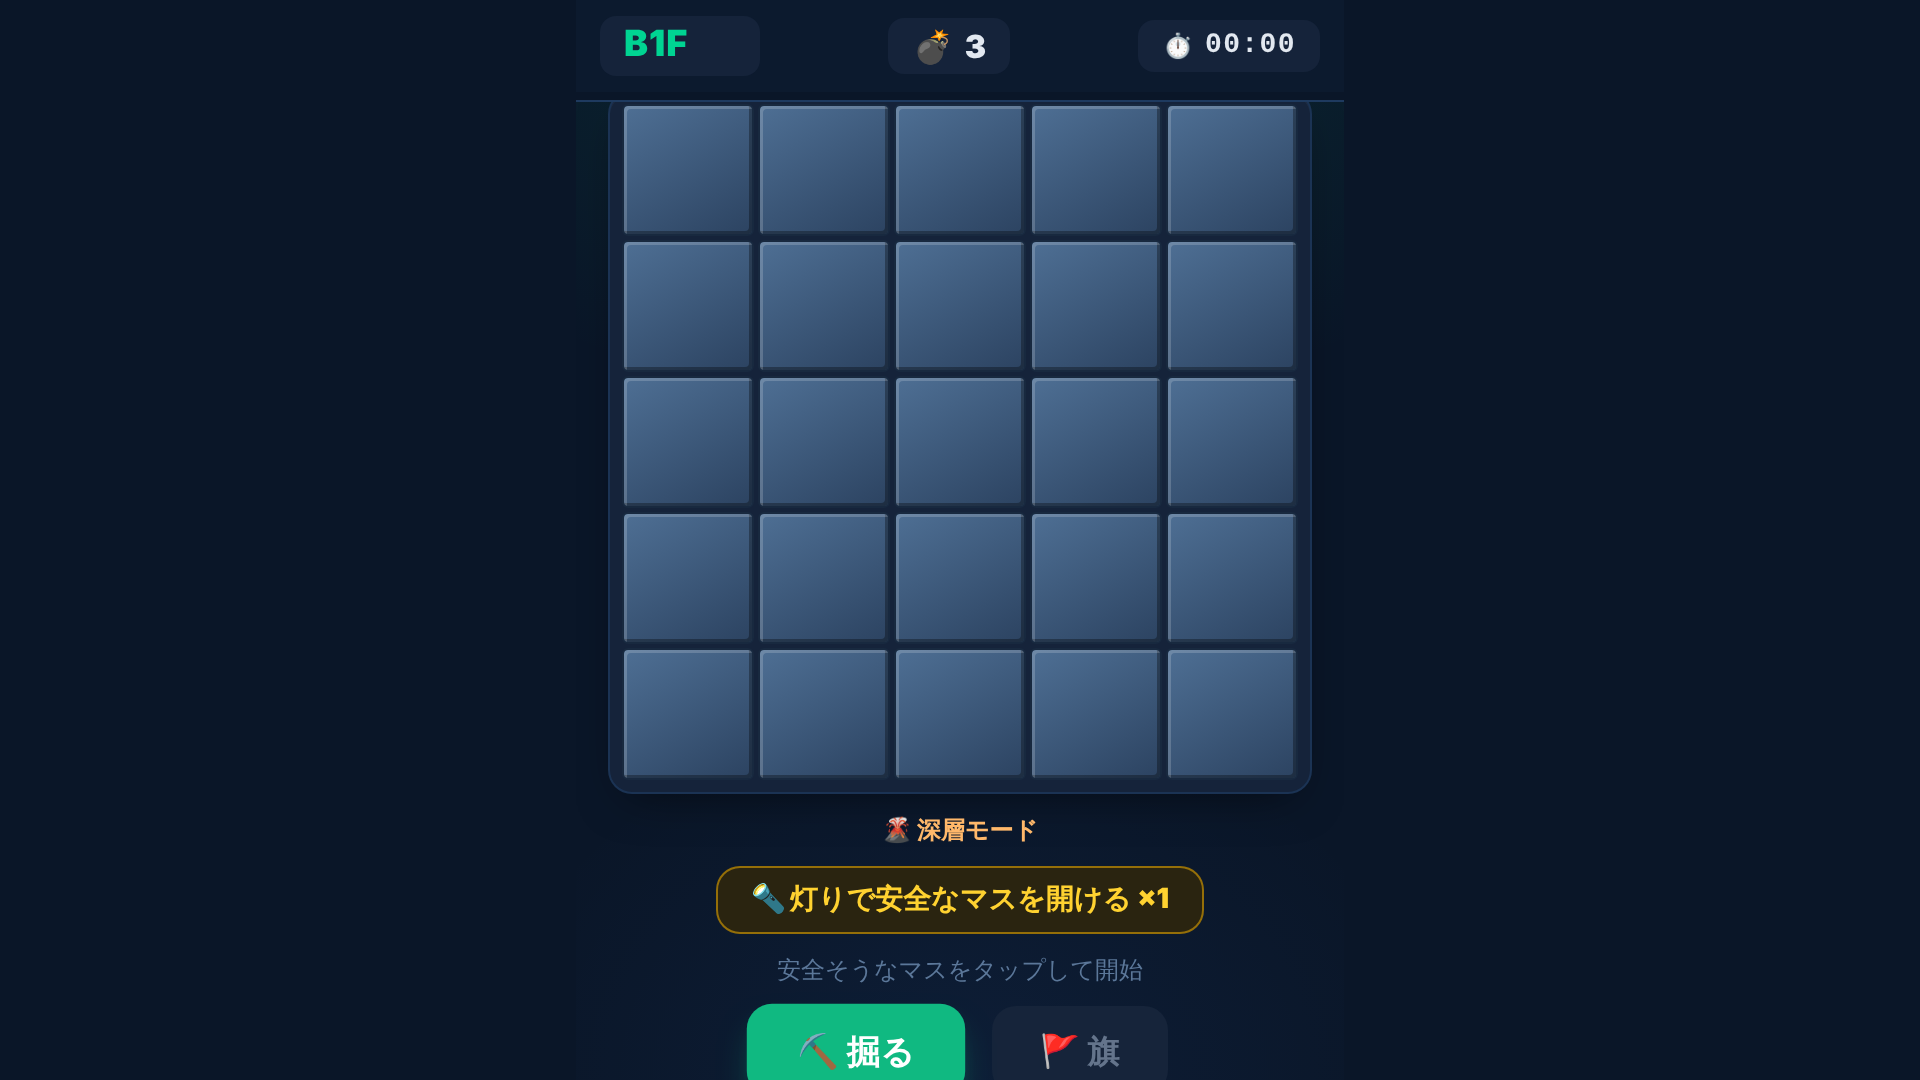 B1F
3
00:00
深層モード
灯りで安全なマスを開ける ×1
安全そうなマスをタップして開始
掘る
旗